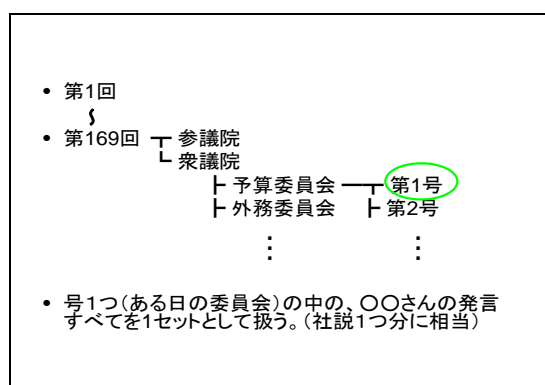 • 第1回
〜
• 第169回 ┳ 参議院
┗ 衆議院
┣ 予算委員会 ━┳ 第1号
┣ 外務委員会 ┣ 第2号
： ：
• 号1つ（ある日の委員会）の中の、〇〇さんの発言
すべてを1セットとして扱う。（社説1つ分に相当）